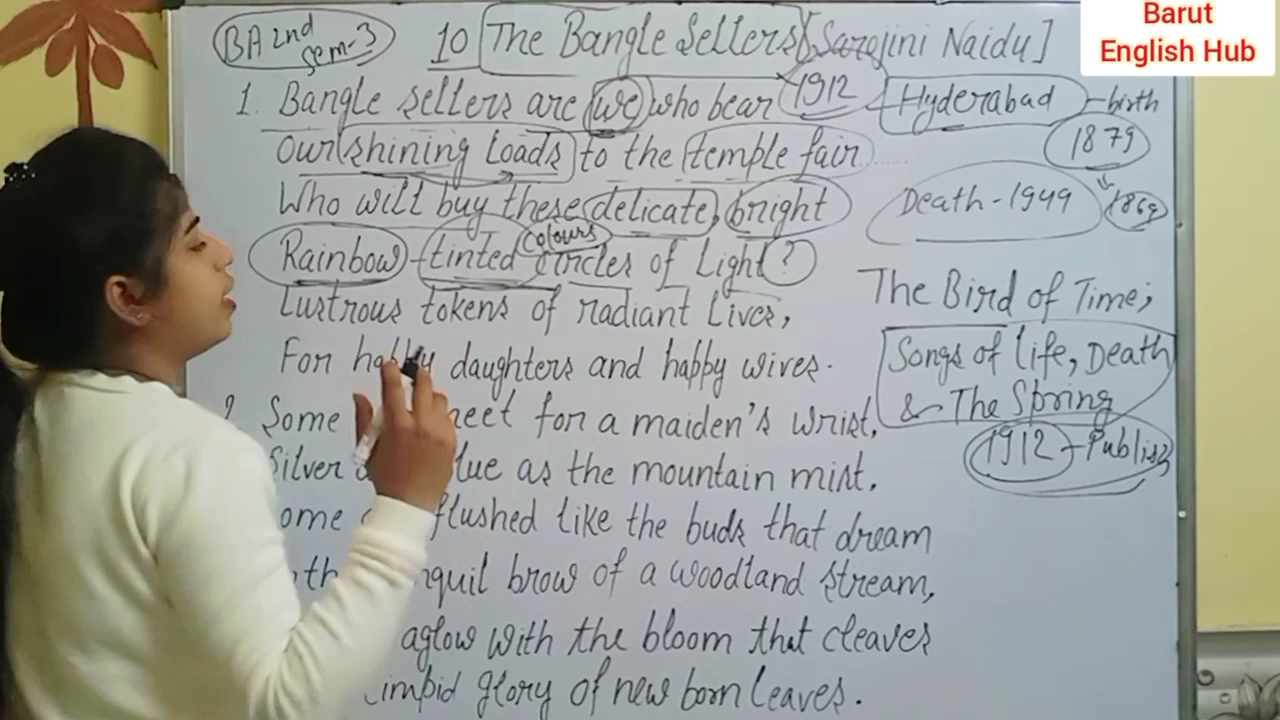 Barut
English Hub
BA 2nd
sem-3
10 The Bangle Sellers [Sarojini Naidu]
1. Bangle sellers are we who bear
1912
Hyderabad - birth
1879
our shining Loads to the temple fair......
Who will buy these delicate, bright
Death - 1949
1869
colours
Rainbow-tinted circles of Light?
Lustrous tokens of radiant Lives,
For happy daughters and happy wives.
The Bird of Time;
Songs of life, Death
& The Spring
1912 - Publish
Some meet for a maiden's wrist,
Silver as the mountain mist.
flushed like the buds that dream
brow of a woodland stream,
aglow with the bloom that cleaves
limpid glory of new born Leaves.